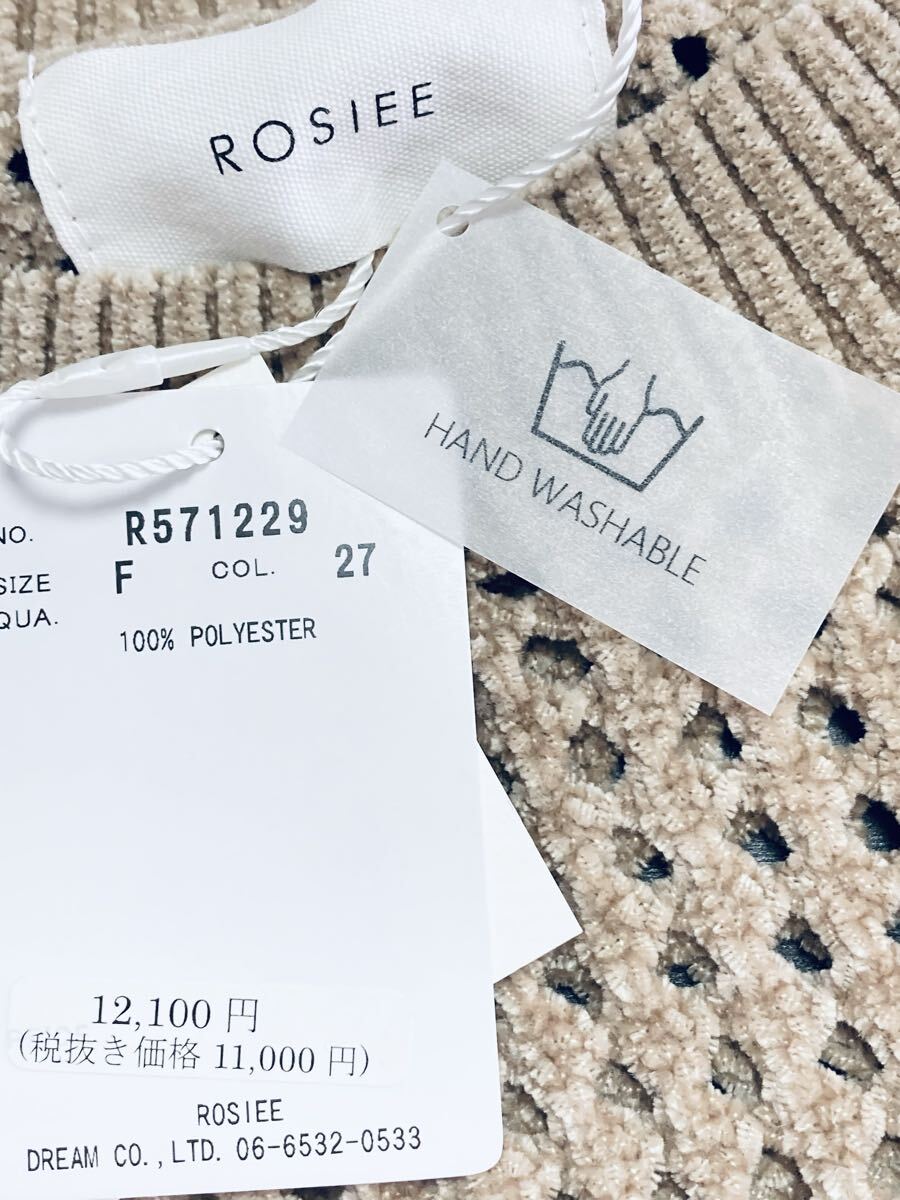 ROSIEE
HAND WASHABLE
NO. R571229
SIZE F COL. 27
QUA.
100% POLYESTER
12,100 円
(税抜き価格 11,000 円)
ROSIEE
DREAM CO.,LTD. 06-6532-0533